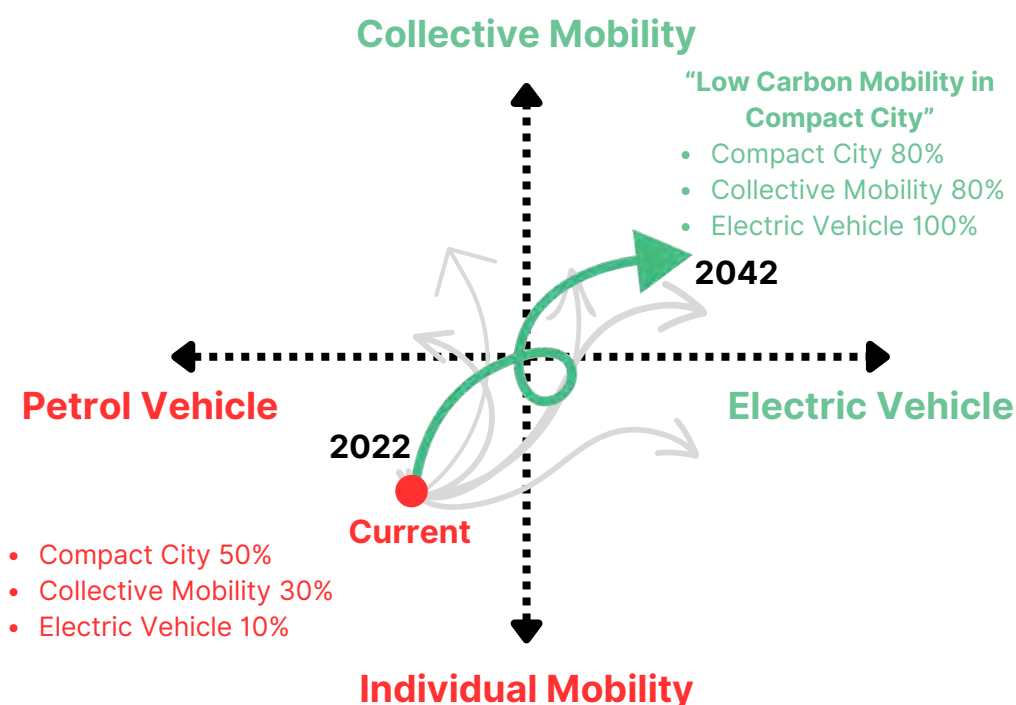 Collective Mobility
“Low Carbon Mobility in
Compact City”
• Compact City 80%
• Collective Mobility 80%
• Electric Vehicle 100%
2042
Petrol Vehicle
Electric Vehicle
2022
Current
• Compact City 50%
• Collective Mobility 30%
• Electric Vehicle 10%
Individual Mobility